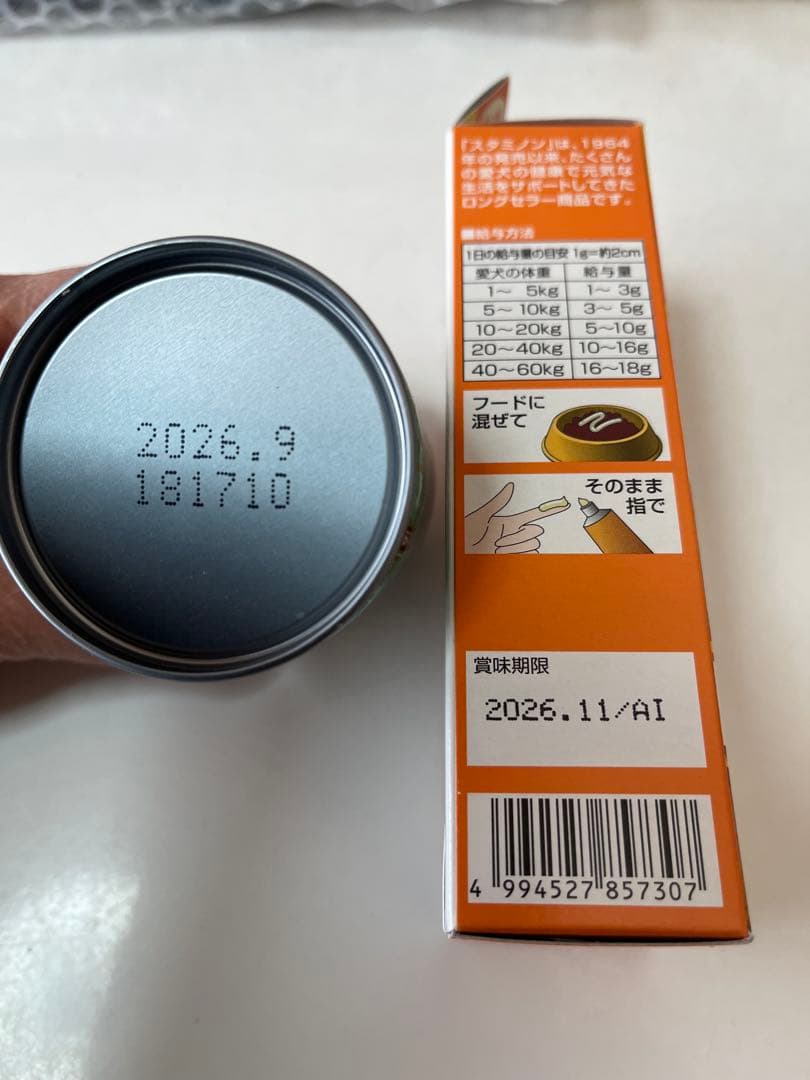 2026.9
181710
「スタミノン」は、1964
年の発売以来、たくさん
の愛犬の健康で元気な
生活をサポートしてきた
ロングセラー商品です。
■給与方法
1日の給与量の目安 1g=約2cm
愛犬の体重 給与量
1〜 5kg 1〜 3g
5〜 10kg 3〜 5g
10〜20kg 5〜10g
20〜40kg 10〜16g
40〜60kg 16〜18g
フードに
混ぜて
そのまま
指で
賞味期限
2026.11/AI
4 994527 857307